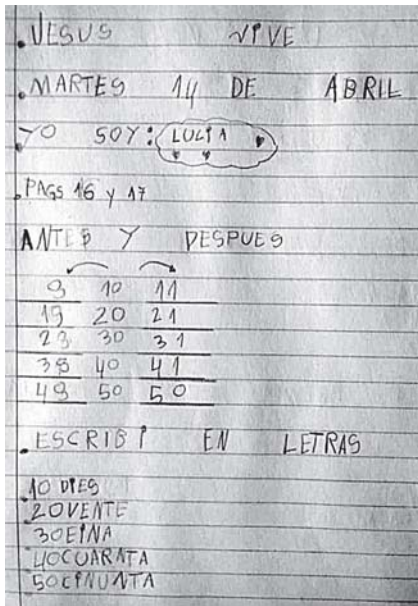 .JESUS VIVE
.MARTES 14 DE ABRIL
YO SOY: LUCIA
.PAGS 16 y 17
ANTES Y DESPUES
9 10 11
19 20 21
29 30 31
39 40 41
49 50 50
.ESCRIBI EN LETRAS
10 DIES
20 VENTE
30 EINA
40 CUARATA
50 CINUNTA